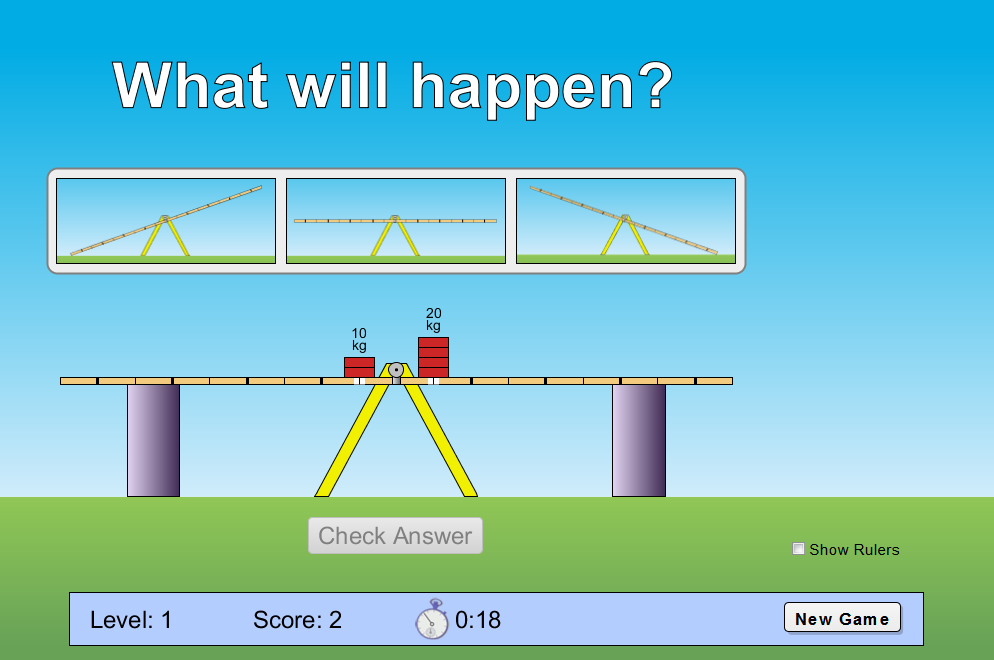 What will happen?
20
kg
10
kg
Check Answer
Show Rulers
Level: 1
Score: 2
0:18
New Game